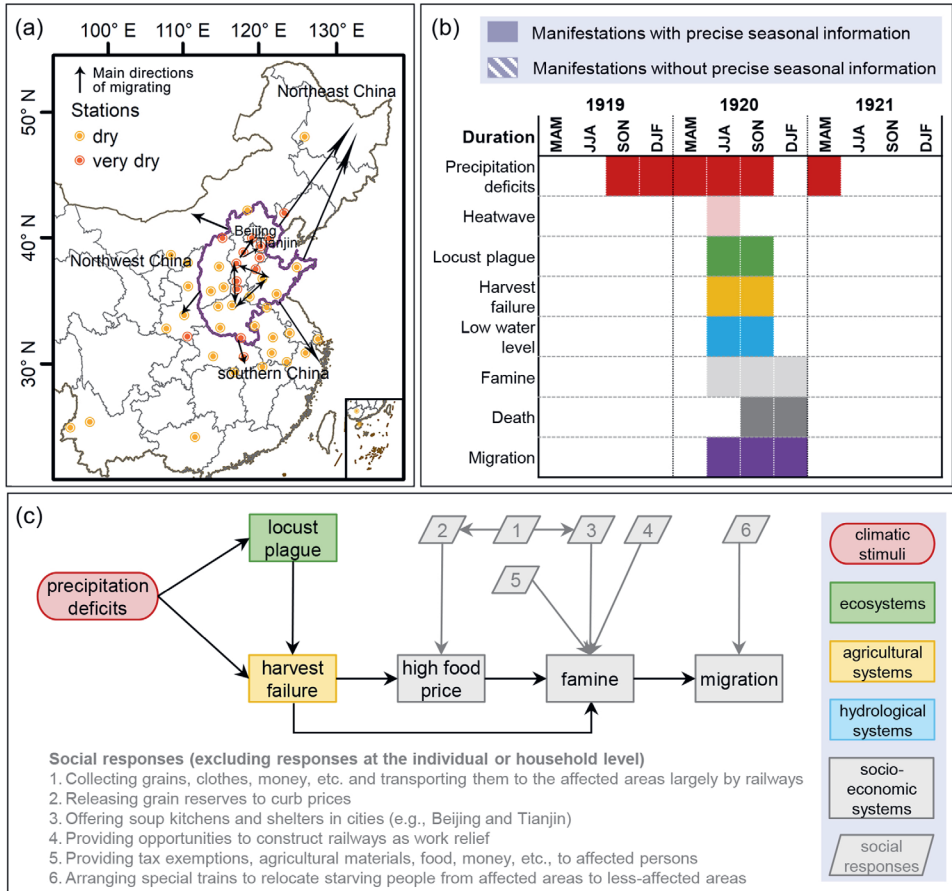 (a)
100° E
110° E
120° E
130° E
Main directions
of migrating
Stations
dry
very dry
50° N
40° N
30° N
Northeast China
Beijing
Tianjin
Northwest China
southern China
(b)
Manifestations with precise seasonal information
Manifestations without precise seasonal information
1919 1920 1921
Duration MAM JJA SON DJF MAM JJA SON DJF MAM JJA SON DJF
Precipitation
deficits
Heatwave
Locust plague
Harvest
failure
Low water
level
Famine
Death
Migration
(c)
precipitation
deficits
locust
plague
harvest
failure
high food
price
famine
migration
2
1
3
4
6
5
climatic
stimuli
ecosystems
agricultural
systems
hydrological
systems
socio-
economic
systems
social
responses
Social responses (excluding responses at the individual or household level)
1. Collecting grains, clothes, money, etc. and transporting them to the affected areas largely by railways
2. Releasing grain reserves to curb prices
3. Offering soup kitchens and shelters in cities (e.g., Beijing and Tianjin)
4. Providing opportunities to construct railways as work relief
5. Providing tax exemptions, agricultural materials, food, money, etc., to affected persons
6. Arranging special trains to relocate starving people from affected areas to less-affected areas